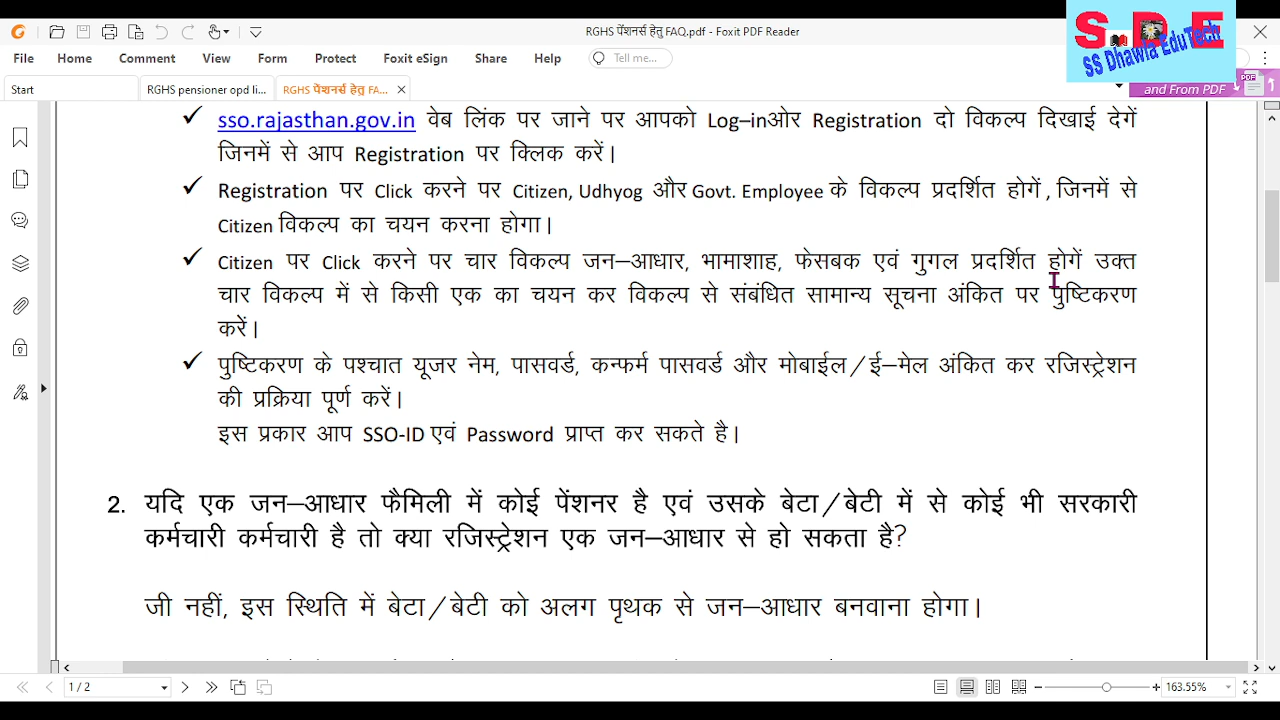 RGHS पेंशनर्स हेतु FAQ.pdf - Foxit PDF Reader
S.D.E
SS Dhawla EduTech
File Home Comment View Form Protect Foxit eSign Share Help Tell me...
and From PDF
PDF
Start RGHS pensioner opd li... RGHS पेंशनर्स हेतु FA...
✓ sso.rajasthan.gov.in वेब लिंक पर जाने पर आपको Log–inओर Registration दो विकल्प दिखाई देगें
जिनमें से आप Registration पर क्लिक करें।
✓ Registration पर Click करने पर Citizen, Udhyog और Govt. Employee के विकल्प प्रदर्शित होगें ,जिनमें से
Citizen विकल्प का चयन करना होगा।
✓ Citizen पर Click करने पर चार विकल्प जन–आधार, भामाशाह, फेसबक एवं गुगल प्रदर्शित होगें उक्त
चार विकल्प में से किसी एक का चयन कर विकल्प से संबंधित सामान्य सूचना अंकित पर पुष्टिकरण
करें।
✓ पुष्टिकरण के पश्चात यूजर नेम, पासवर्ड, कन्फर्म पासवर्ड और मोबाईल/ई–मेल अंकित कर रजिस्ट्रेशन
की प्रक्रिया पूर्ण करें।
इस प्रकार आप SSO-ID एवं Password प्राप्त कर सकते है।
2. यदि एक जन–आधार फैमिली में कोई पेंशनर है एवं उसके बेटा/बेटी में से कोई भी सरकारी
कर्मचारी कर्मचारी है तो क्या रजिस्ट्रेशन एक जन–आधार से हो सकता है?
जी नहीं, इस स्थिति में बेटा/बेटी को अलग पृथक से जन–आधार बनवाना होगा।
1 / 2 163.55%